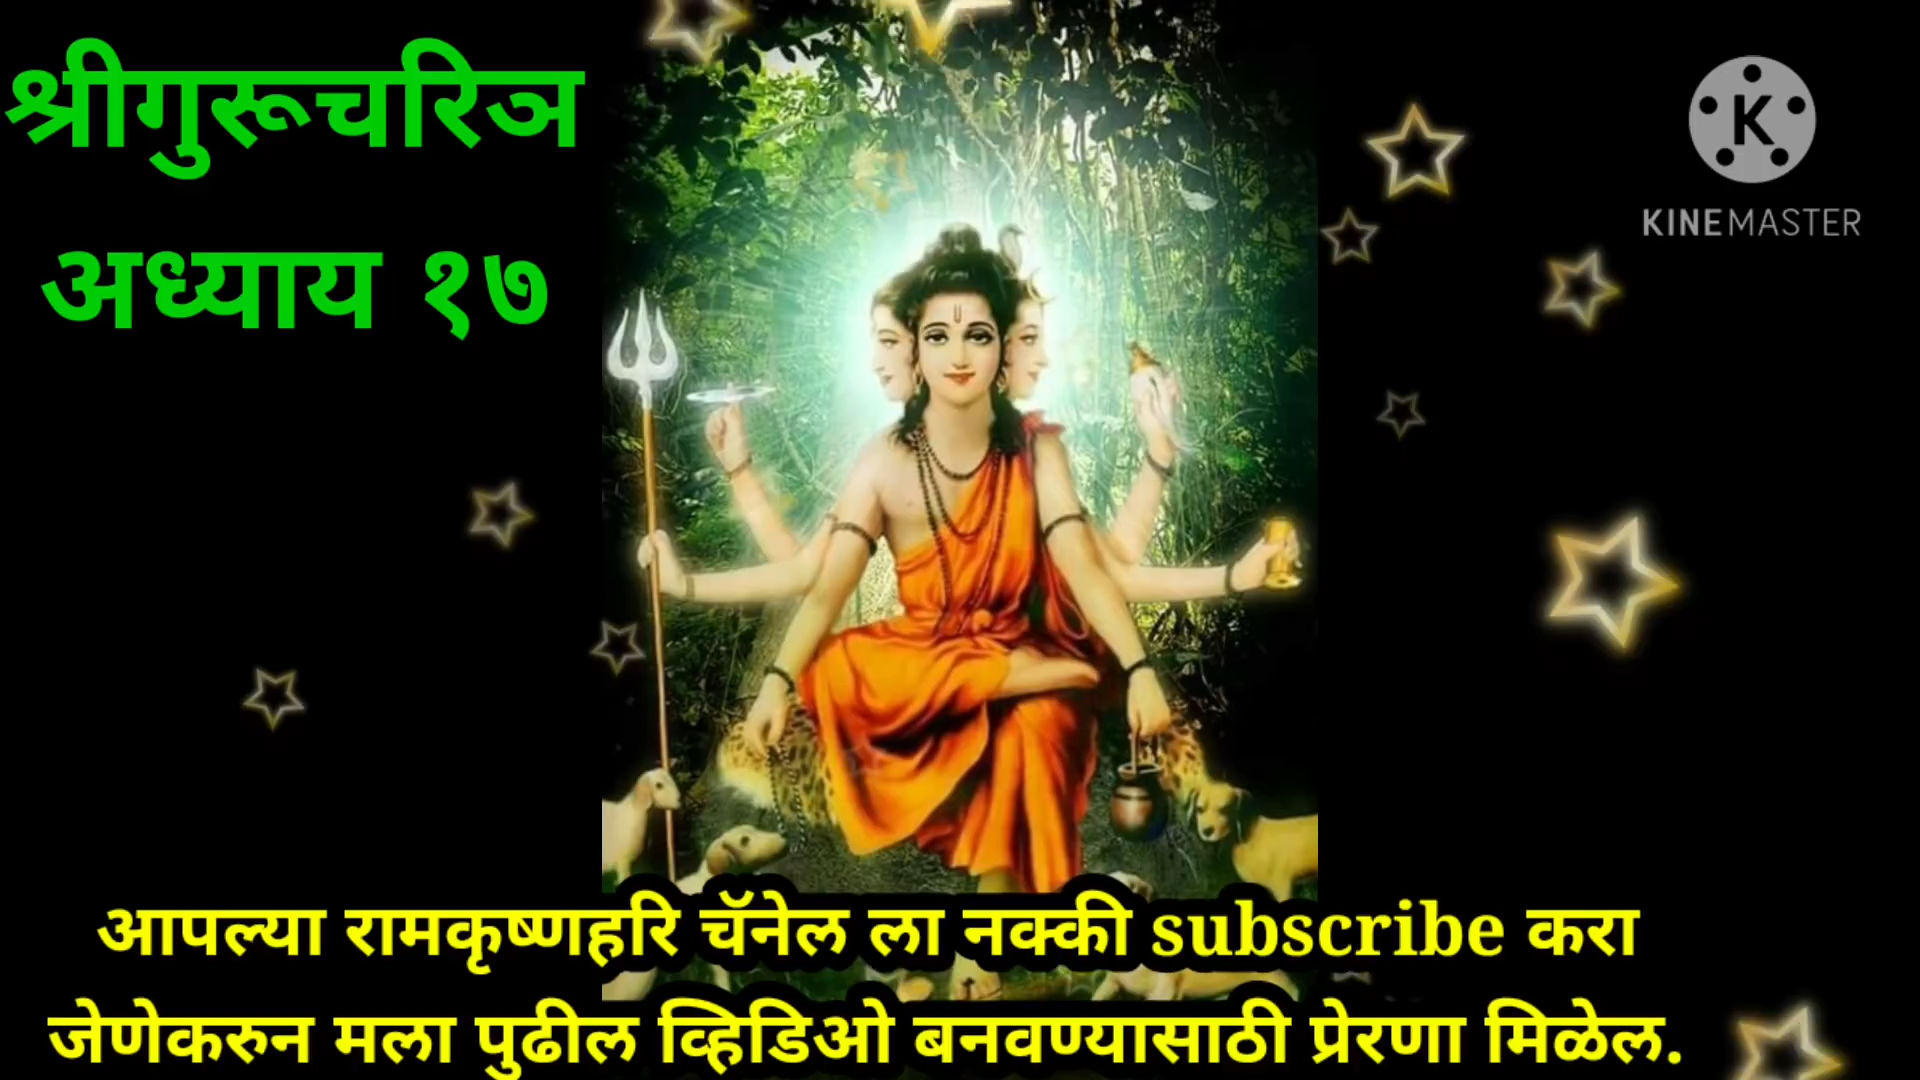 श्रीगुरूचरिञ
अध्याय १७
K
KINEMASTER
आपल्या रामकृष्णहरि चॅनेल ला नक्की subscribe करा
जेणेकरुन मला पुढील व्हिडिओ बनवण्यासाठी प्रेरणा मिळेल.